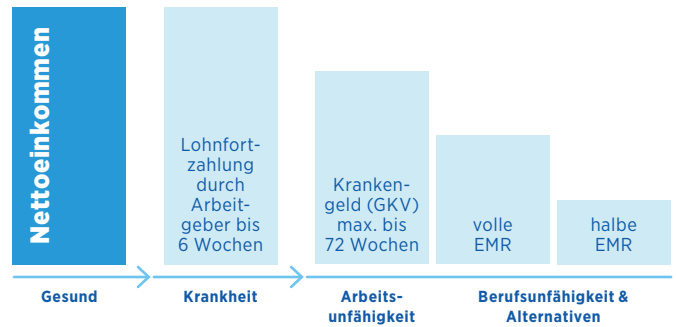 Nettoeinkommen
Lohnfort-
zahlung
durch
Arbeit-
geber bis
6 Wochen
Kranken-
geld (GKV)
max. bis
72 Wochen
volle
EMR
halbe
EMR
Gesund
Krankheit
Arbeits-
unfähigkeit
Berufsunfähigkeit &
Alternativen